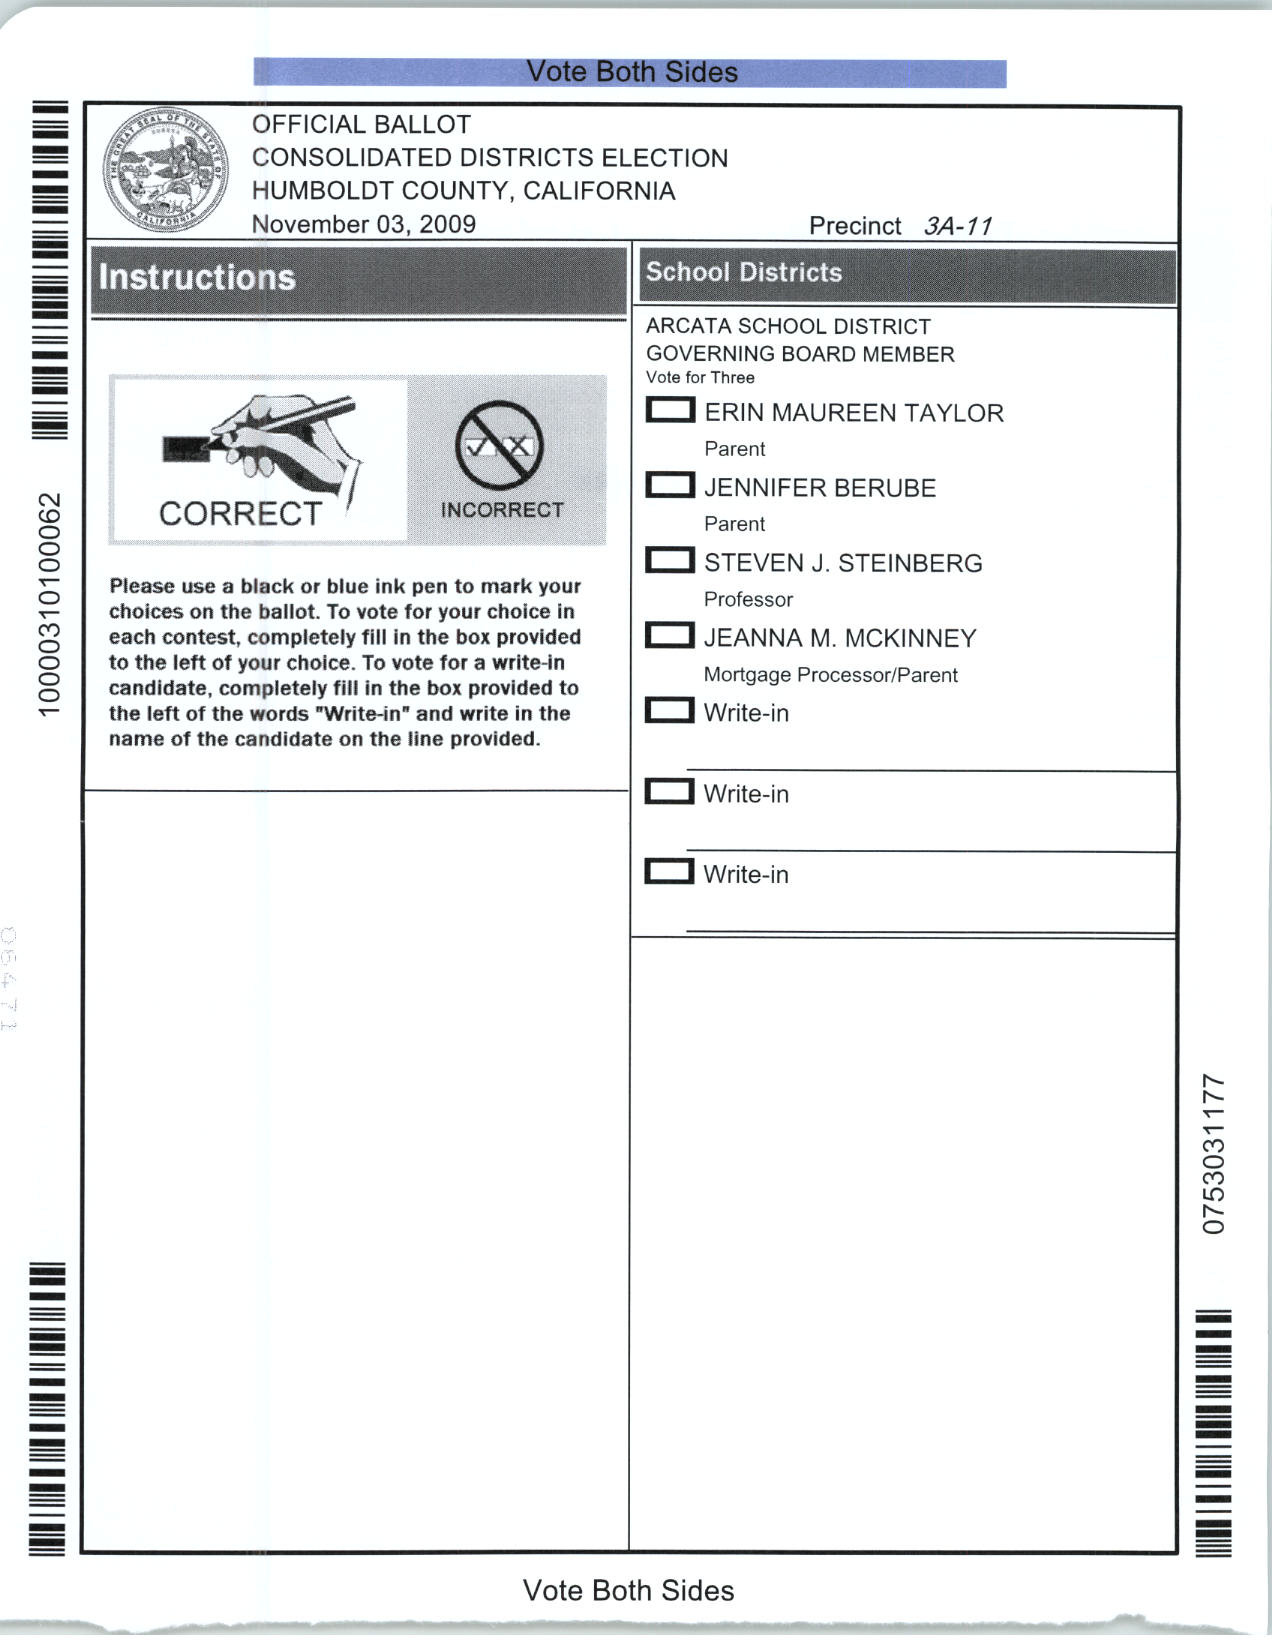 Vote Both Sides
THE GREAT SEAL OF THE STATE OF CALIFORNIA
OFFICIAL BALLOT
CONSOLIDATED DISTRICTS ELECTION
HUMBOLDT COUNTY, CALIFORNIA
November 03, 2009
Precinct 3A-11
Instructions
CORRECT
INCORRECT
Please use a black or blue ink pen to mark your
choices on the ballot. To vote for your choice in
each contest, completely fill in the box provided
to the left of your choice. To vote for a write-in
candidate, completely fill in the box provided to
the left of the words "Write-in" and write in the
name of the candidate on the line provided.
School Districts
ARCATA SCHOOL DISTRICT
GOVERNING BOARD MEMBER
Vote for Three
ERIN MAUREEN TAYLOR
Parent
JENNIFER BERUBE
Parent
STEVEN J. STEINBERG
Professor
JEANNA M. MCKINNEY
Mortgage Processor/Parent
Write-in
Write-in
Write-in
10000310100062
0753031177
Vote Both Sides